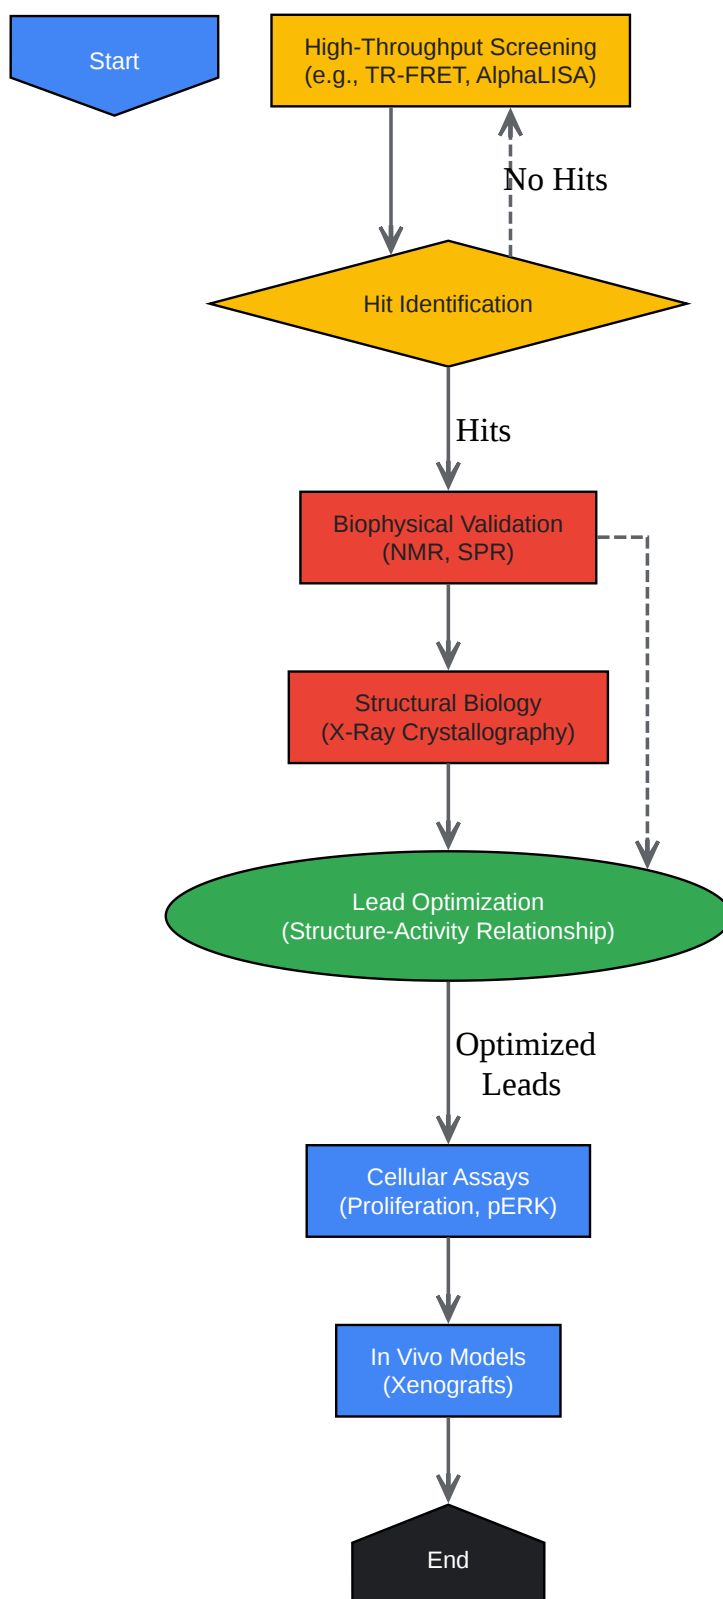 Start
High-Throughput Screening
(e.g., TR-FRET, AlphaLISA)
No Hits
Hit Identification
Hits
Biophysical Validation
(NMR, SPR)
Structural Biology
(X-Ray Crystallography)
Lead Optimization
(Structure-Activity Relationship)
Optimized
Leads
Cellular Assays
(Proliferation, pERK)
In Vivo Models
(Xenografts)
End